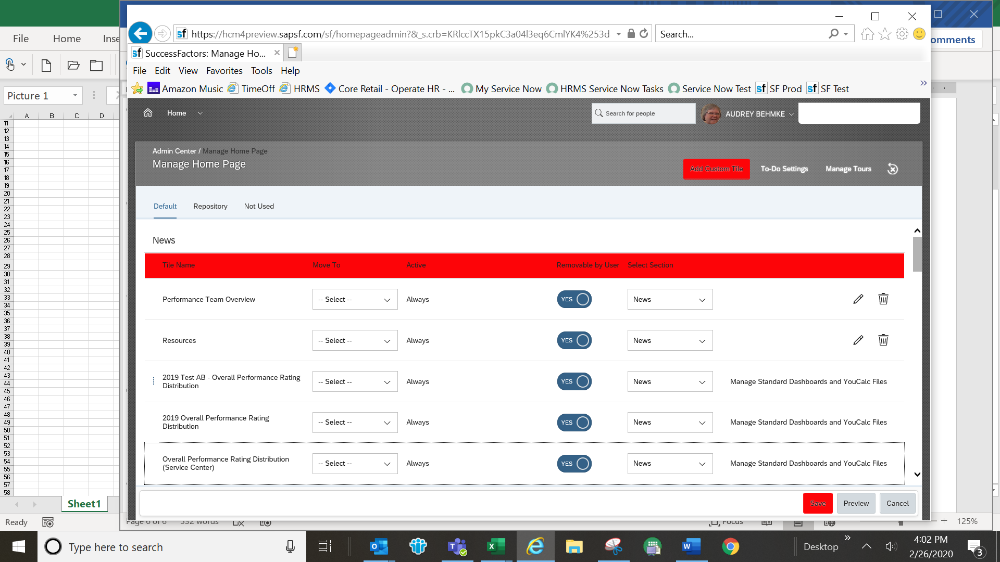 https://hcm4preview.sapsf.com/sf/homepageadmin?&_s.crb=KRlccTX15pkC3a04l3eq6CmlYK4%253d
Search...
SuccessFactors: Manage Ho...
File Edit View Favorites Tools Help
Amazon Music TimeOff HRMS Core Retail - Operate HR - ... My Service Now HRMS Service Now Tasks Service Now Test SF Prod SF Test
File Home Inse
omments
Picture 1
A B C D
11
12
13
14
15
16
17
18
19
20
21
22
23
24
25
26
27
28
29
30
31
32
33
34
35
36
37
38
39
40
41
42
43
44
45
46
47
48
49
50
51
52
53
54
55
56
57
58
Sheet1
Ready
Home
Search for people
AUDREY BEHMKE
Admin Center / Manage Home Page
Manage Home Page
Add Custom Tile To-Do Settings Manage Tours
Default Repository Not Used
News
Tile Name Move To Active Removable by User Select Section
Performance Team Overview -- Select -- Always YES News
Resources -- Select -- Always YES News
2019 Test AB - Overall Performance Rating
Distribution -- Select -- Always YES News Manage Standard Dashboards and YouCalc Files
2019 Overall Performance Rating
Distribution -- Select -- Always YES News Manage Standard Dashboards and YouCalc Files
Overall Performance Rating Distribution
(Service Center) -- Select -- Always YES News Manage Standard Dashboards and YouCalc Files
Save Preview Cancel
Page 6 of 6 532 words Focus 125%
Type here to search
Desktop
4:02 PM
2/26/2020
3